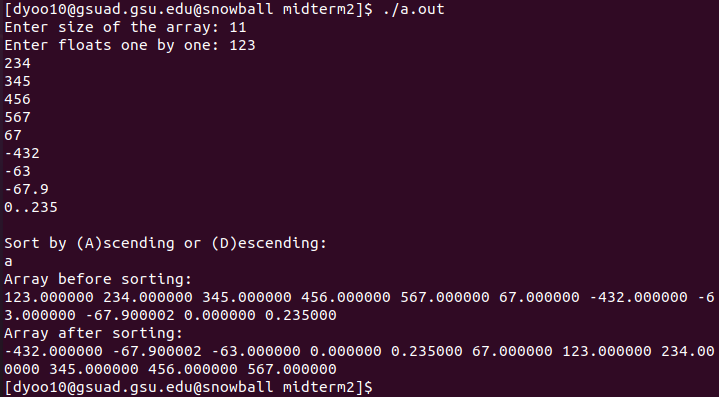 [dyoo10@gsuad.gsu.edu@snowball midterm2]$ ./a.out
Enter size of the array: 11
Enter floats one by one: 123
234
345
456
567
67
-432
-63
-67.9
0..235
Sort by (A)scending or (D)escending:
a
Array before sorting:
123.000000 234.000000 345.000000 456.000000 567.000000 67.000000 -432.000000 -6
3.000000 -67.900002 0.000000 0.235000
Array after sorting:
-432.000000 -67.900002 -63.000000 0.000000 0.235000 67.000000 123.000000 234.00
0000 345.000000 456.000000 567.000000
[dyoo10@gsuad.gsu.edu@snowball midterm2]$